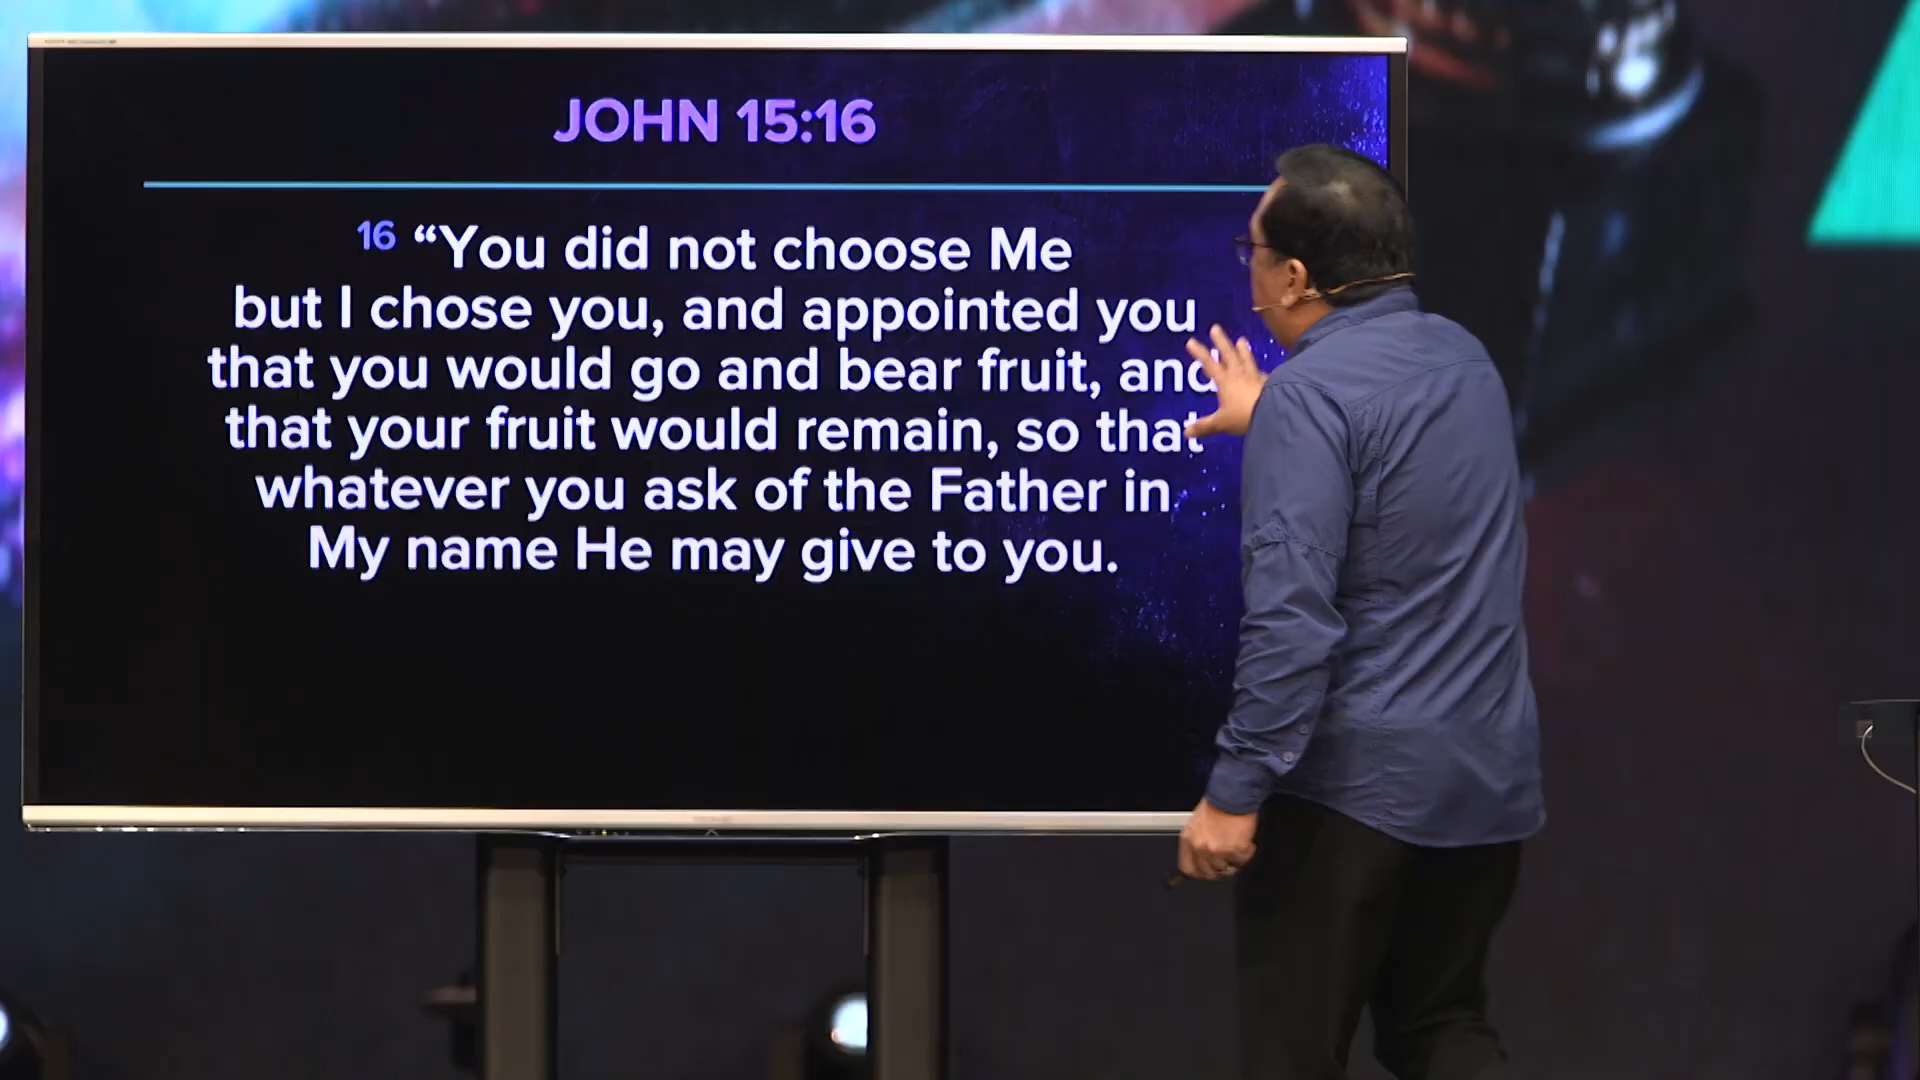 JOHN 15:16
16 “You did not choose Me
but I chose you, and appointed you
that you would go and bear fruit, and
that your fruit would remain, so that
whatever you ask of the Father in
My name He may give to you.